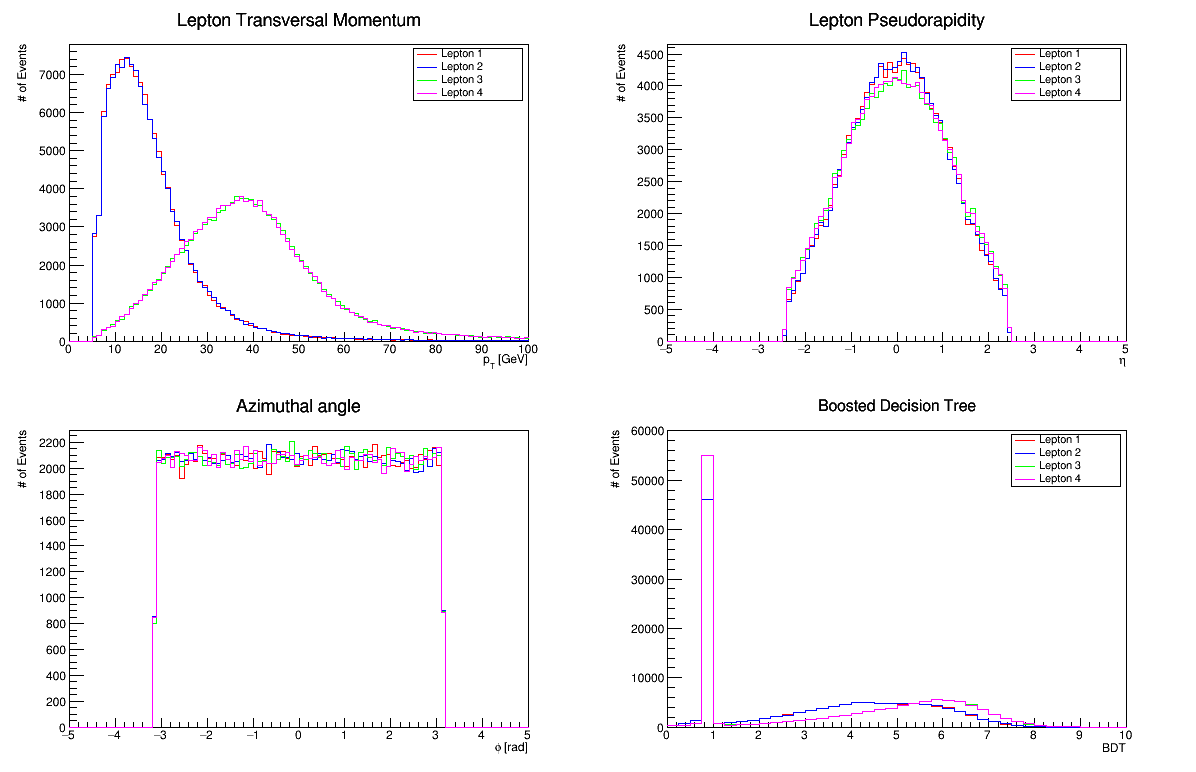 Lepton Transversal Momentum
# of Events
Lepton 1
Lepton 2
Lepton 3
Lepton 4
7000
6000
5000
4000
3000
2000
1000
0
0 10 20 30 40 50 60 70 80 90 100
p_T [GeV]
Lepton Pseudorapidity
# of Events
Lepton 1
Lepton 2
Lepton 3
Lepton 4
4500
4000
3500
3000
2500
2000
1500
1000
500
0
−5 −4 −3 −2 −1 0 1 2 3 4 5
η
Azimuthal angle
# of Events
2200
2000
1800
1600
1400
1200
1000
800
600
400
200
0
−5 −4 −3 −2 −1 0 1 2 3 4 5
φ [rad]
Boosted Decision Tree
# of Events
Lepton 1
Lepton 2
Lepton 3
Lepton 4
60000
50000
40000
30000
20000
10000
0
0 1 2 3 4 5 6 7 8 9 10
BDT